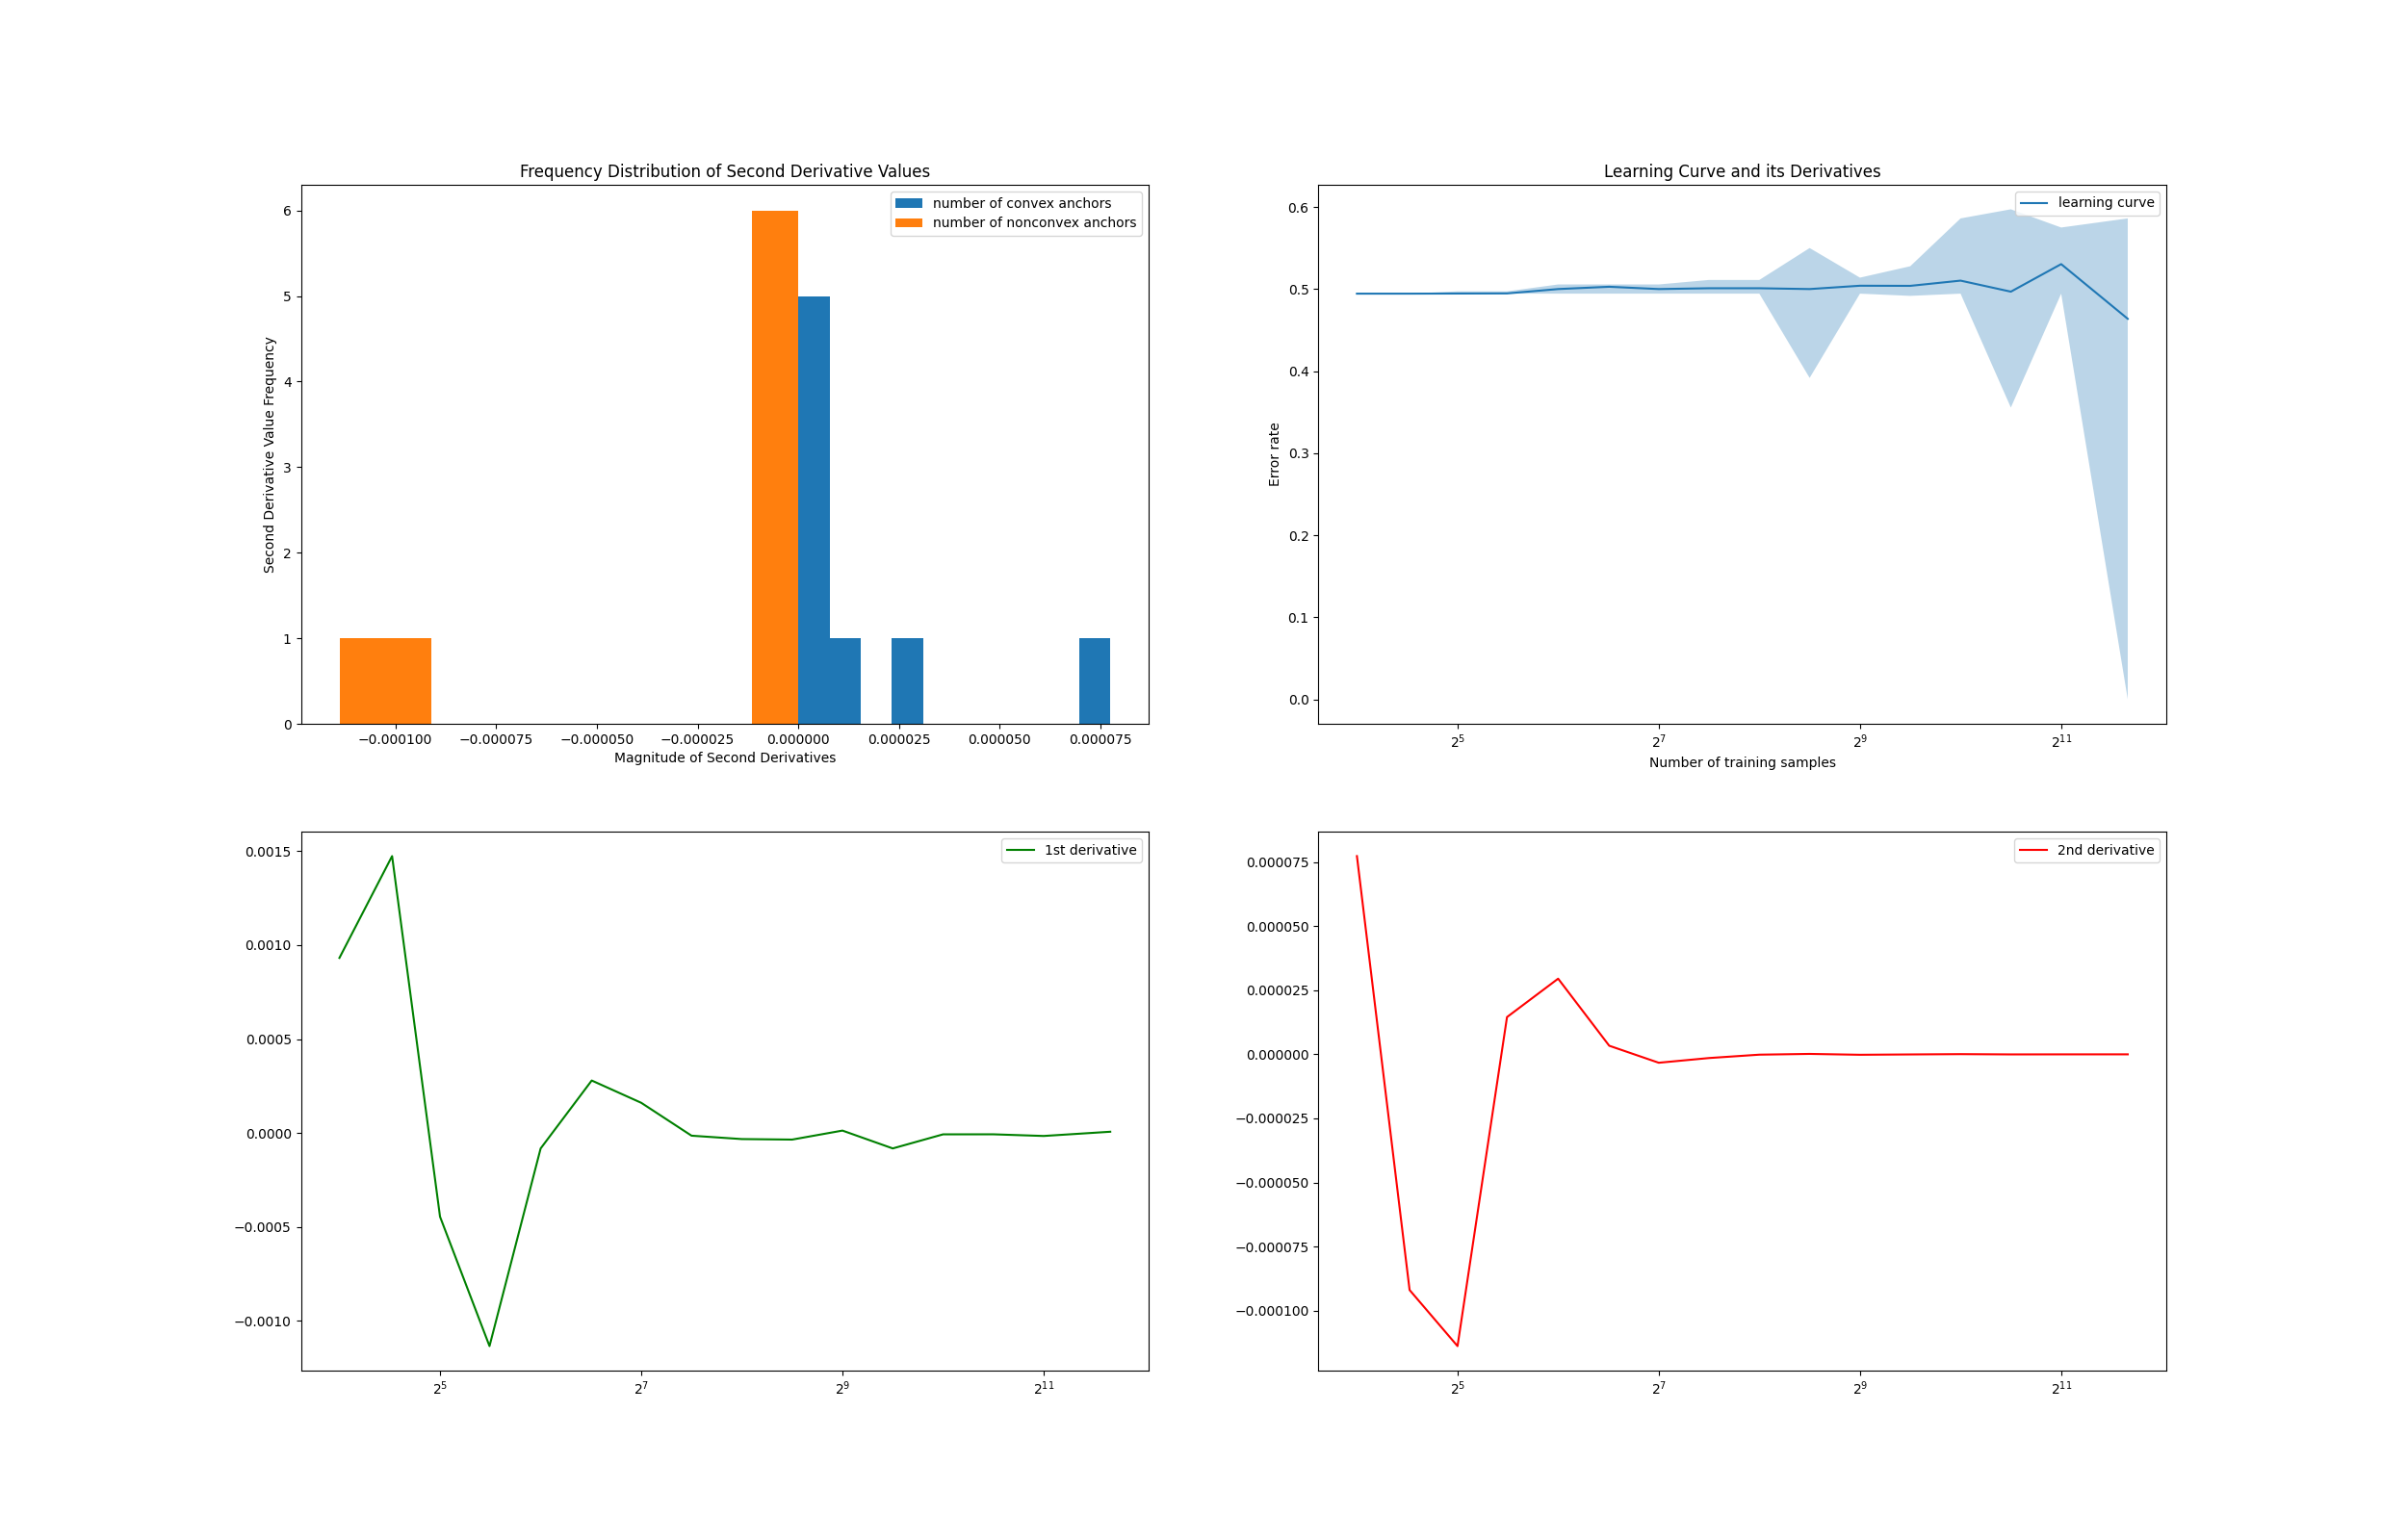 Frequency Distribution of Second Derivative Values
number of convex anchors
number of nonconvex anchors
6
5
4
3
2
1
0
Second Derivative Value Frequency
−0.000100 −0.000075 −0.000050 −0.000025 0.000000 0.000025 0.000050 0.000075
Magnitude of Second Derivatives
Learning Curve and its Derivatives
learning curve
0.6
0.5
0.4
0.3
0.2
0.1
0.0
Error rate
2^5 2^7 2^9 2^11
Number of training samples
1st derivative
0.0015
0.0010
0.0005
0.0000
−0.0005
−0.0010
2^5 2^7 2^9 2^11
2nd derivative
0.000075
0.000050
0.000025
0.000000
−0.000025
−0.000050
−0.000075
−0.000100
2^5 2^7 2^9 2^11